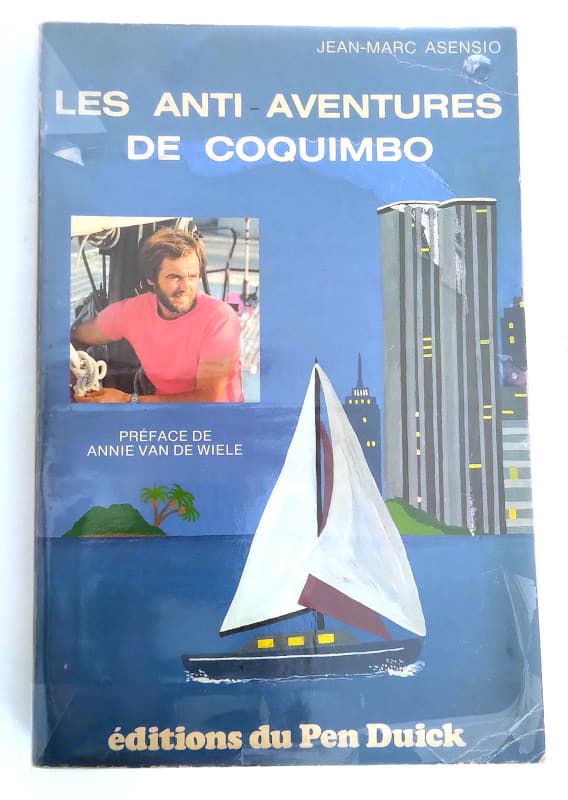 JEAN-MARC ASENSIO
LES ANTI-AVENTURES
DE COQUIMBO
PRÉFACE DE
ANNIE VAN DE WIELE
éditions du Pen Duick